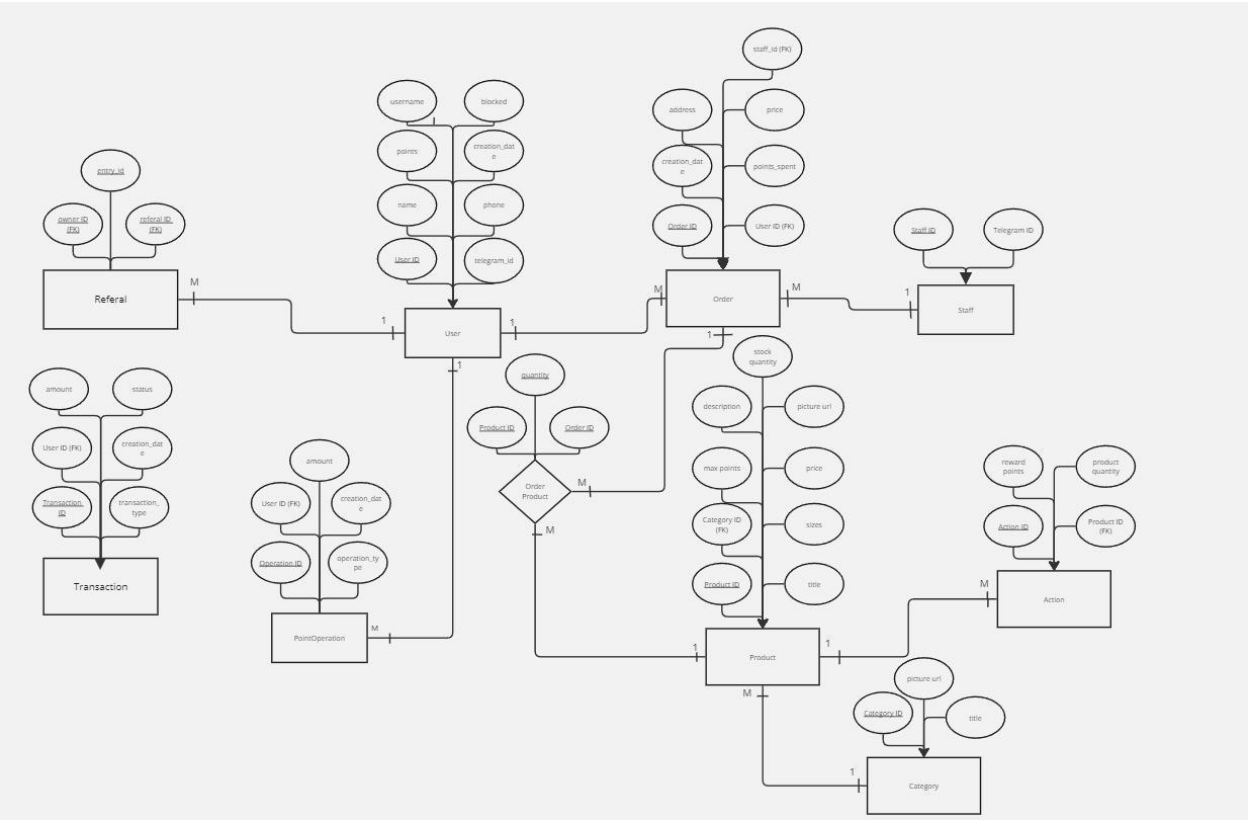 staff_id (FK)
username
blocked
address
price
points
creation_dat
e
creation_dat
e
points_spent
entry_id
name
phone
Order ID
User ID (FK)
owner ID
(FK)
referal ID
(FK)
Staff ID
Telegram ID
User ID
telegram_id
Referal
M
1
User
1
M
Order
M
1
Staff
1
1
stock
quantity
quantity
amount
status
description
picture url
Product ID
Order ID
User ID (FK)
creation_dat
e
amount
max points
price
reward
points
product
quantity
Order
Product
M
M
Transaction
ID
transaction_
type
User ID (FK)
creation_dat
e
Category ID
(FK)
sizes
Action ID
Product ID
(FK)
Operation ID
operation_ty
pe
Product ID
title
Transaction
PointOperation
M
M
Action
1
Product
1
M
picture url
Category ID
title
1
Category